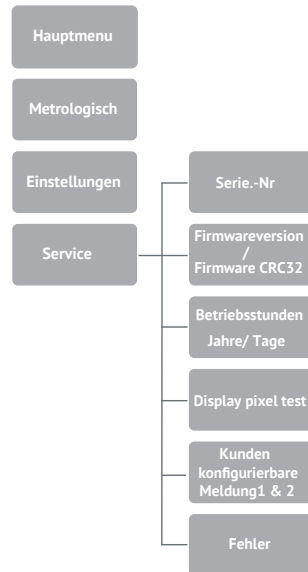 Hauptmenu
Metrologisch
Einstellungen
Service
Serie.-Nr
Firmwareversion
/
Firmware CRC32
Betriebsstunden
Jahre/ Tage
Display pixel test
Kunden
konfigurierbare
Meldung1 & 2
Fehler